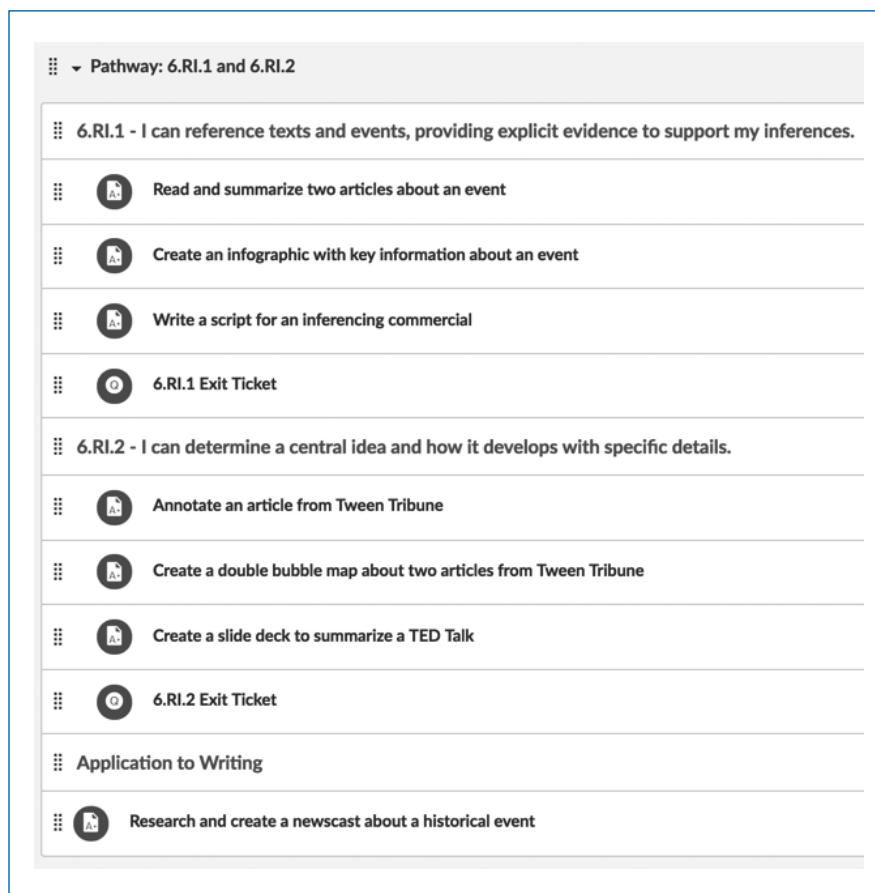 Pathway: 6.RI.1 and 6.RI.2
6.RI.1 - I can reference texts and events, providing explicit evidence to support my inferences.
A+ Read and summarize two articles about an event
A+ Create an infographic with key information about an event
A+ Write a script for an inferencing commercial
Q 6.RI.1 Exit Ticket
6.RI.2 - I can determine a central idea and how it develops with specific details.
A+ Annotate an article from Tween Tribune
A+ Create a double bubble map about two articles from Tween Tribune
A+ Create a slide deck to summarize a TED Talk
Q 6.RI.2 Exit Ticket
Application to Writing
A+ Research and create a newscast about a historical event